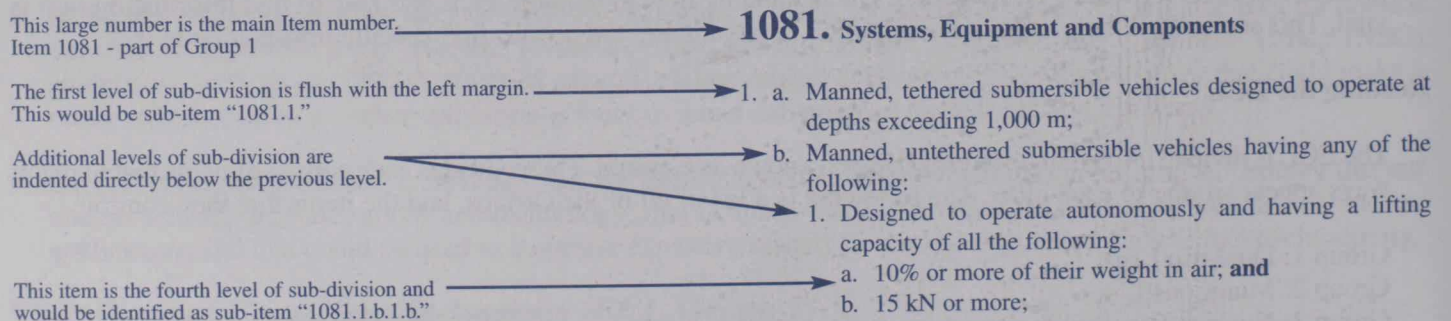 This large number is the main Item number.
Item 1081 - part of Group 1
1081. Systems, Equipment and Components
The first level of sub-division is flush with the left margin.
This would be sub-item “1081.1.”
1. a. Manned, tethered submersible vehicles designed to operate at
depths exceeding 1,000 m;
Additional levels of sub-division are
indented directly below the previous level.
b. Manned, untethered submersible vehicles having any of the
following:
1. Designed to operate autonomously and having a lifting
capacity of all the following:
This item is the fourth level of sub-division and
would be identified as sub-item “1081.1.b.1.b.”
a. 10% or more of their weight in air; and
b. 15 kN or more;